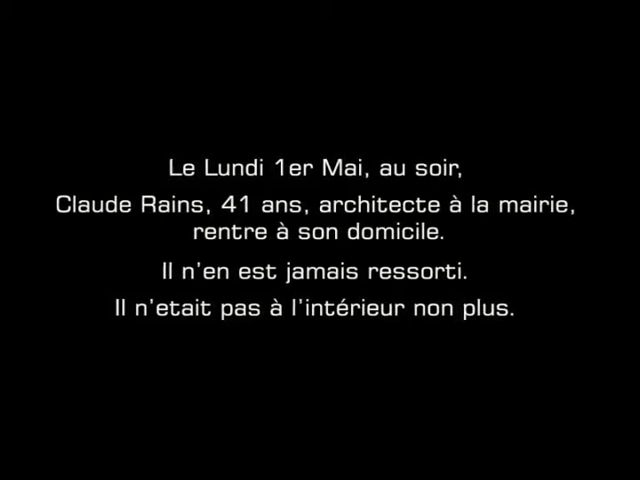 Le Lundi 1er Mai, au soir,
Claude Rains, 41 ans, architecte à la mairie,
rentre à son domicile.
Il n'en est jamais ressorti.
Il n'etait pas à l'intérieur non plus.